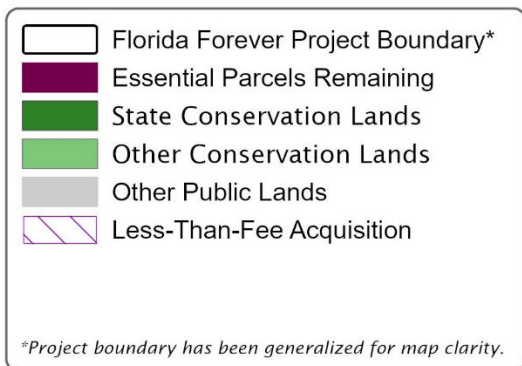 Florida Forever Project Boundary*
Essential Parcels Remaining
State Conservation Lands
Other Conservation Lands
Other Public Lands
Less-Than-Fee Acquisition
*Project boundary has been generalized for map clarity.